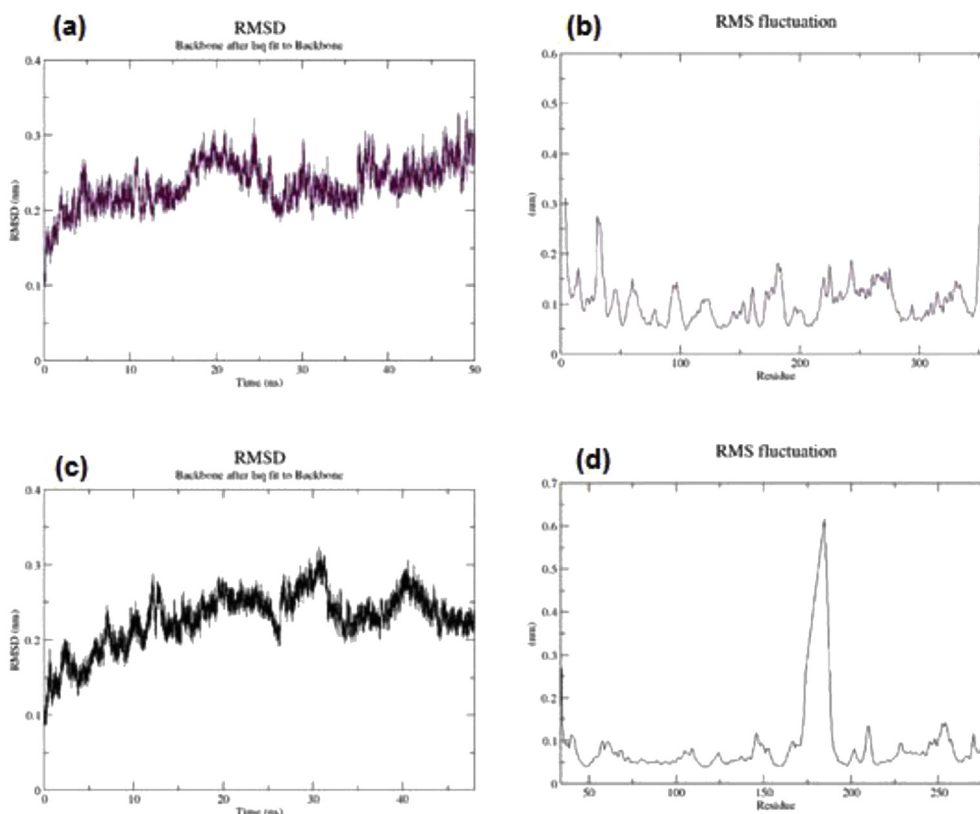 (a)
RMSD
Backbone after lsq fit to Backbone
0.4
0.3
0.2
0.1
0
RMSD (nm)
0 10 20 30 40 50
Time (ns)
(b)
RMS fluctuation
0.6
0.5
0.4
0.3
0.2
0.1
0
(nm)
0 100 200 300
Residue
(c)
RMSD
Backbone after lsq fit to Backbone
0.4
0.3
0.2
0.1
0
RMSD (nm)
0 10 20 30 40
Time (ns)
(d)
RMS fluctuation
0.7
0.6
0.5
0.4
0.3
0.2
0.1
0
(nm)
50 100 150 200 250
Residue